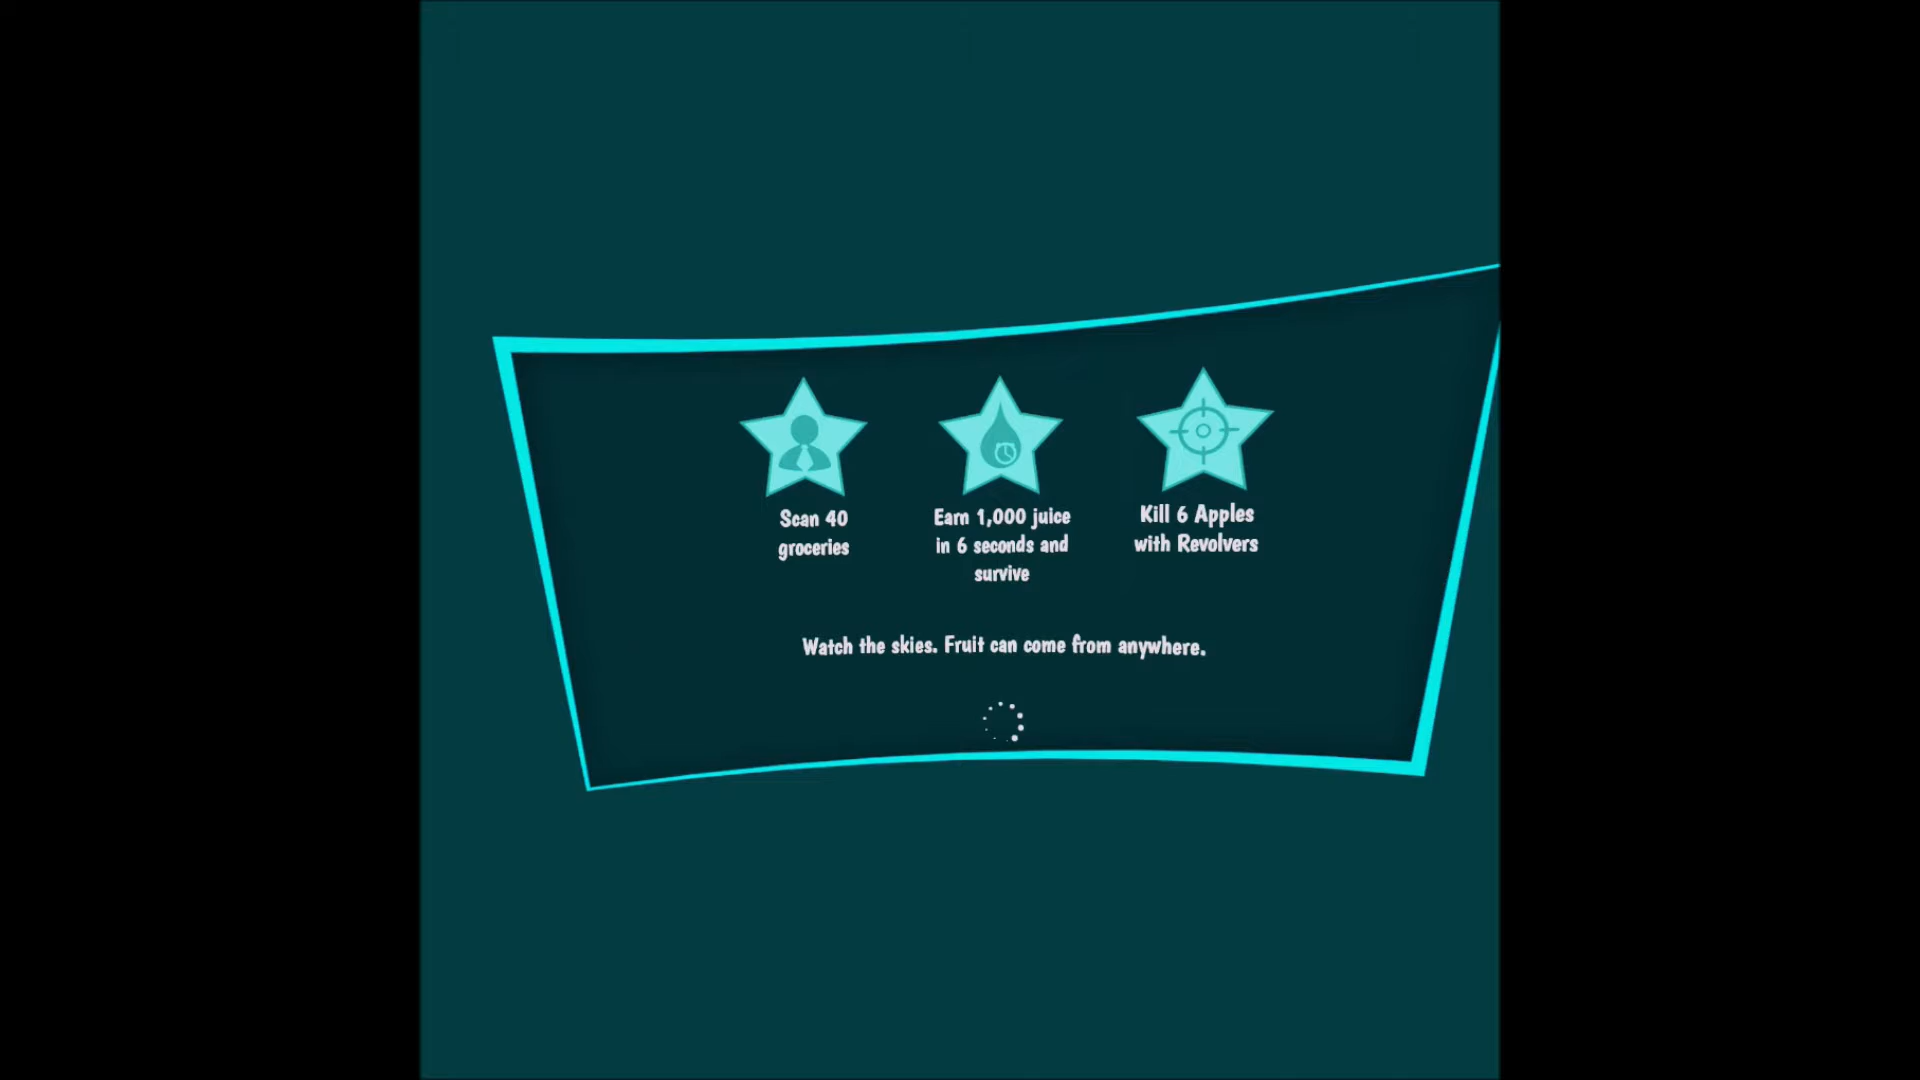 Scan 40
groceries
Earn 1,000 juice
in 6 seconds and
survive
Kill 6 Apples
with Revolvers
Watch the skies. Fruit can come from anywhere.